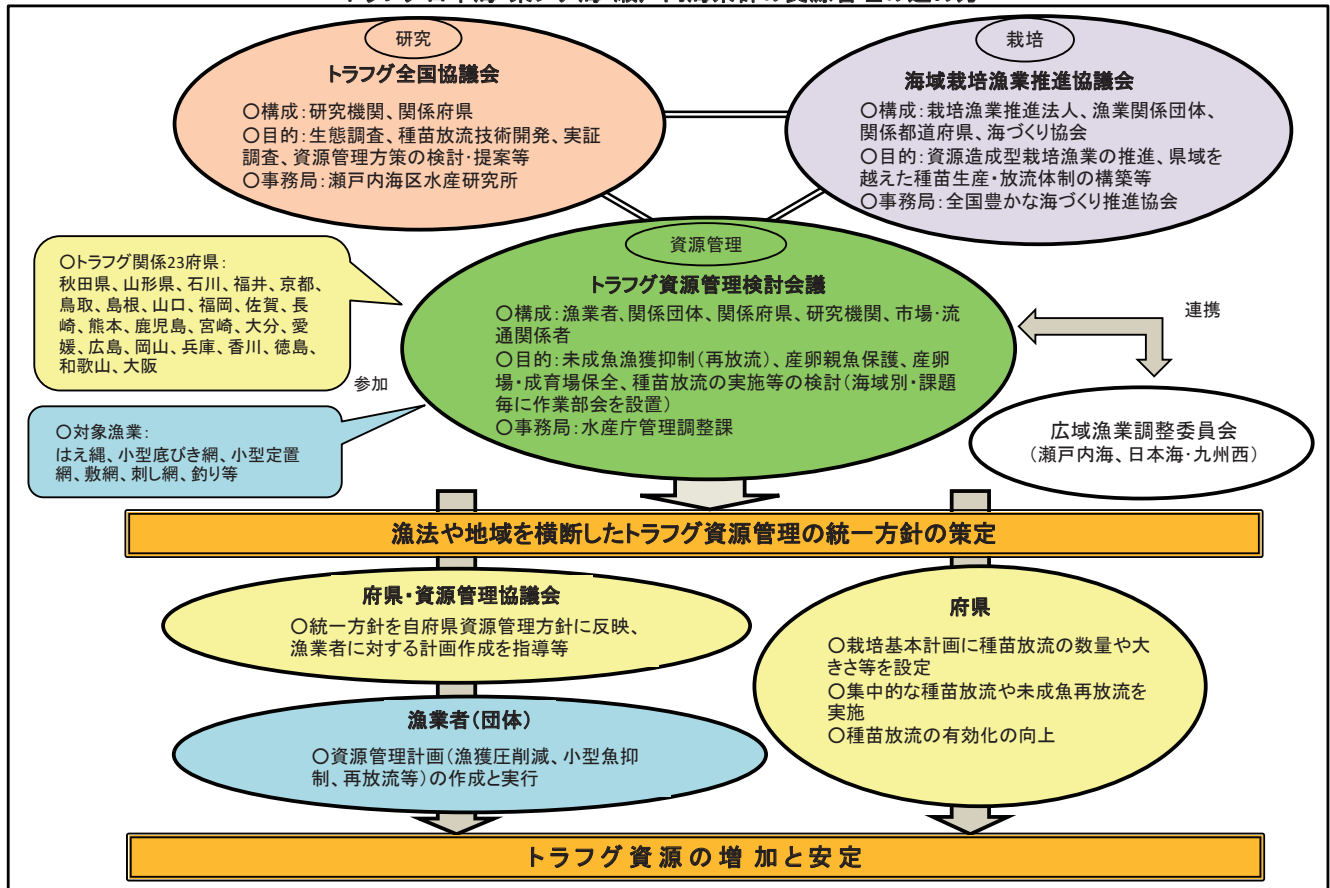 研究
トラフグ全国協議会
〇構成:研究機関、関係府県
〇目的:生態調査、種苗放流技術開発、実証
調査、資源管理方策の検討・提案等
〇事務局:瀬戸内海区水産研究所
栽培
海域栽培漁業推進協議会
〇構成:栽培漁業推進法人、漁業関係団体、
関係都道府県、海づくり協会
〇目的:資源造成型栽培漁業の推進、県域を
越えた種苗生産・放流体制の構築等
〇事務局:全国豊かな海づくり推進協会
資源管理
トラフグ資源管理検討会議
〇構成:漁業者、関係団体、関係府県、研究機関、市場・流
通関係者
〇目的:未成魚漁獲抑制(再放流)、産卵親魚保護、産卵
場・成育場保全、種苗放流の実施等の検討(海域別・課題
毎に作業部会を設置)
〇事務局:水産庁管理調整課
〇トラフグ関係23府県:
秋田県、山形県、石川、福井、京都、
鳥取、島根、山口、福岡、佐賀、長
崎、熊本、鹿児島、宮崎、大分、愛
媛、広島、岡山、兵庫、香川、徳島、
和歌山、大阪
参加
〇対象漁業:
はえ縄、小型底びき網、小型定置
網、敷網、刺し網、釣り等
連携
広域漁業調整委員会
(瀬戸内海、日本海・九州西)
漁法や地域を横断したトラフグ資源管理の統一方針の策定
府県・資源管理協議会
〇統一方針を自府県資源管理方針に反映、
漁業者に対する計画作成を指導等
漁業者(団体)
〇資源管理計画(漁獲圧削減、小型魚抑
制、再放流等)の作成と実行
府県
〇栽培基本計画に種苗放流の数量や大
きさ等を設定
〇集中的な種苗放流や未成魚再放流を
実施
〇種苗放流の有効化の向上
トラフグ資源の増加と安定